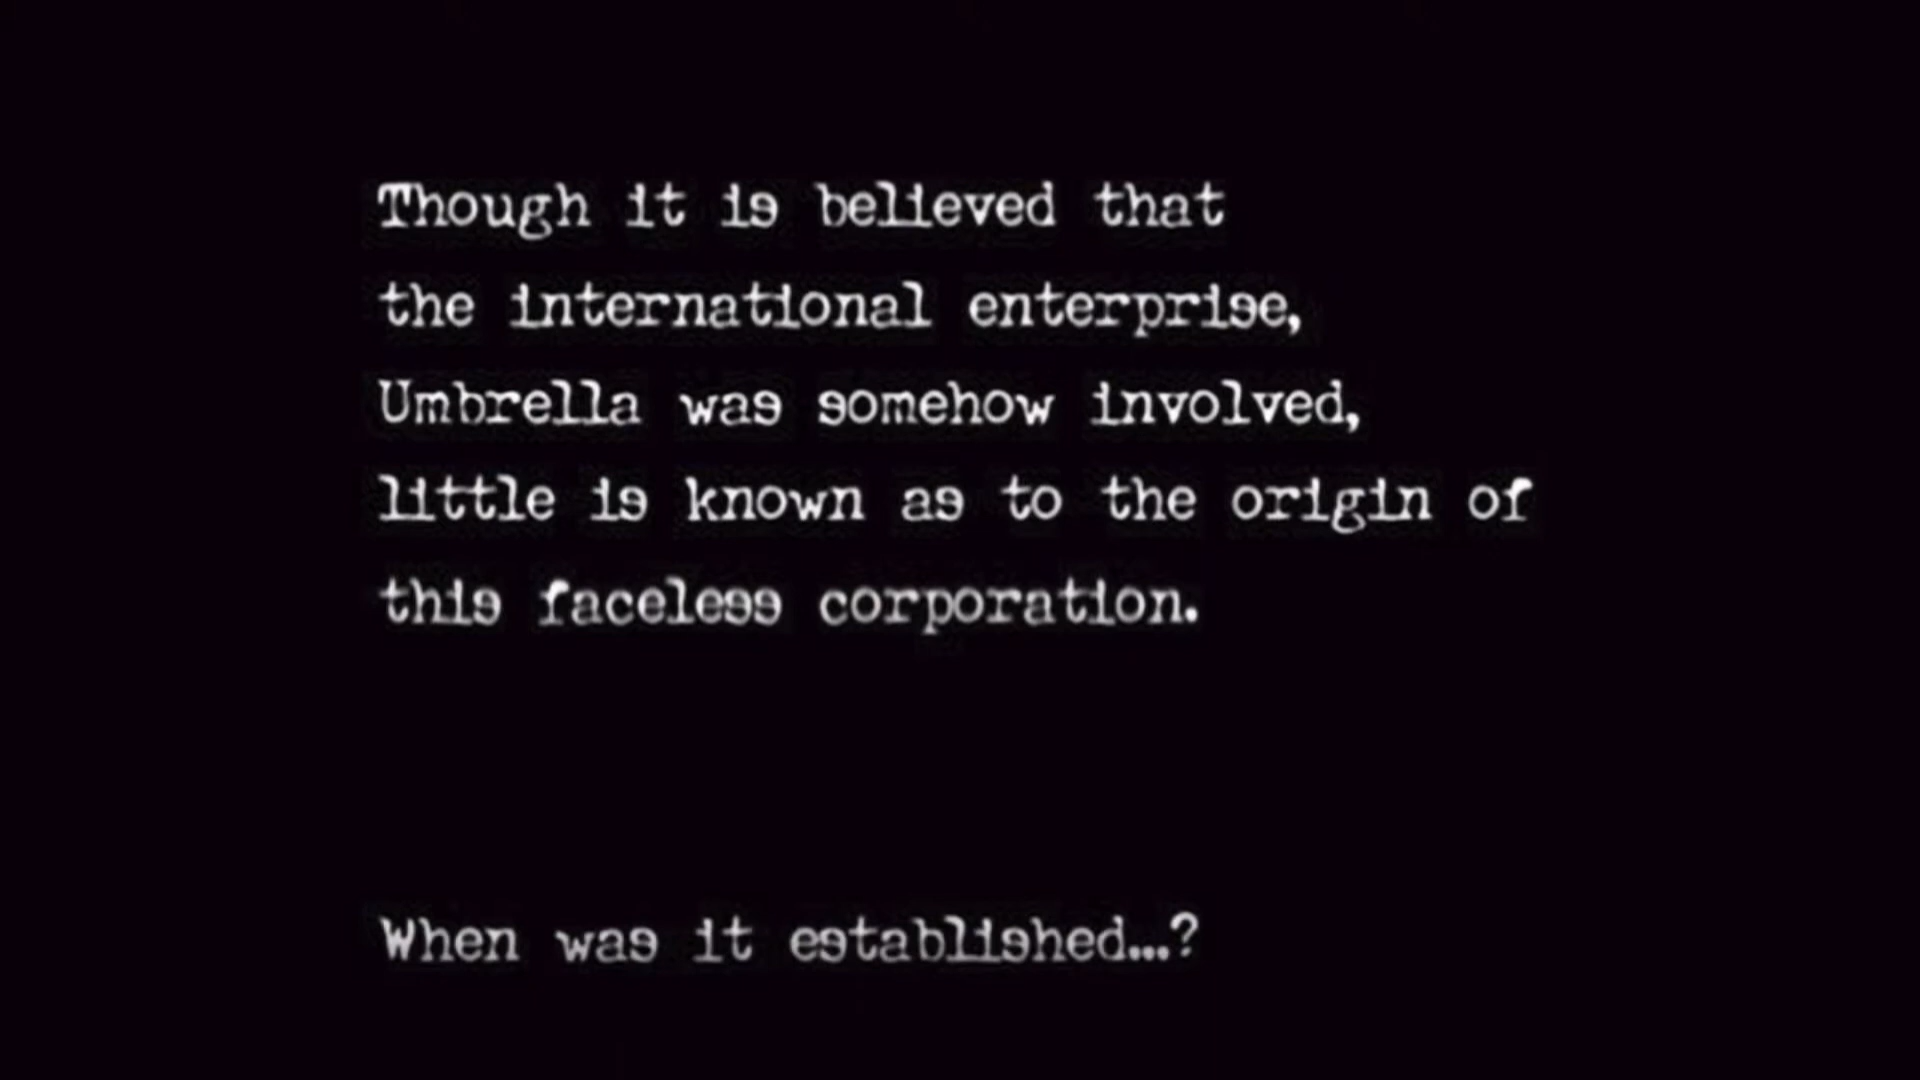 Though it is believed that
the international enterprise,
Umbrella was somehow involved,
little is known as to the origin of
this faceless corporation.
When was it established...?